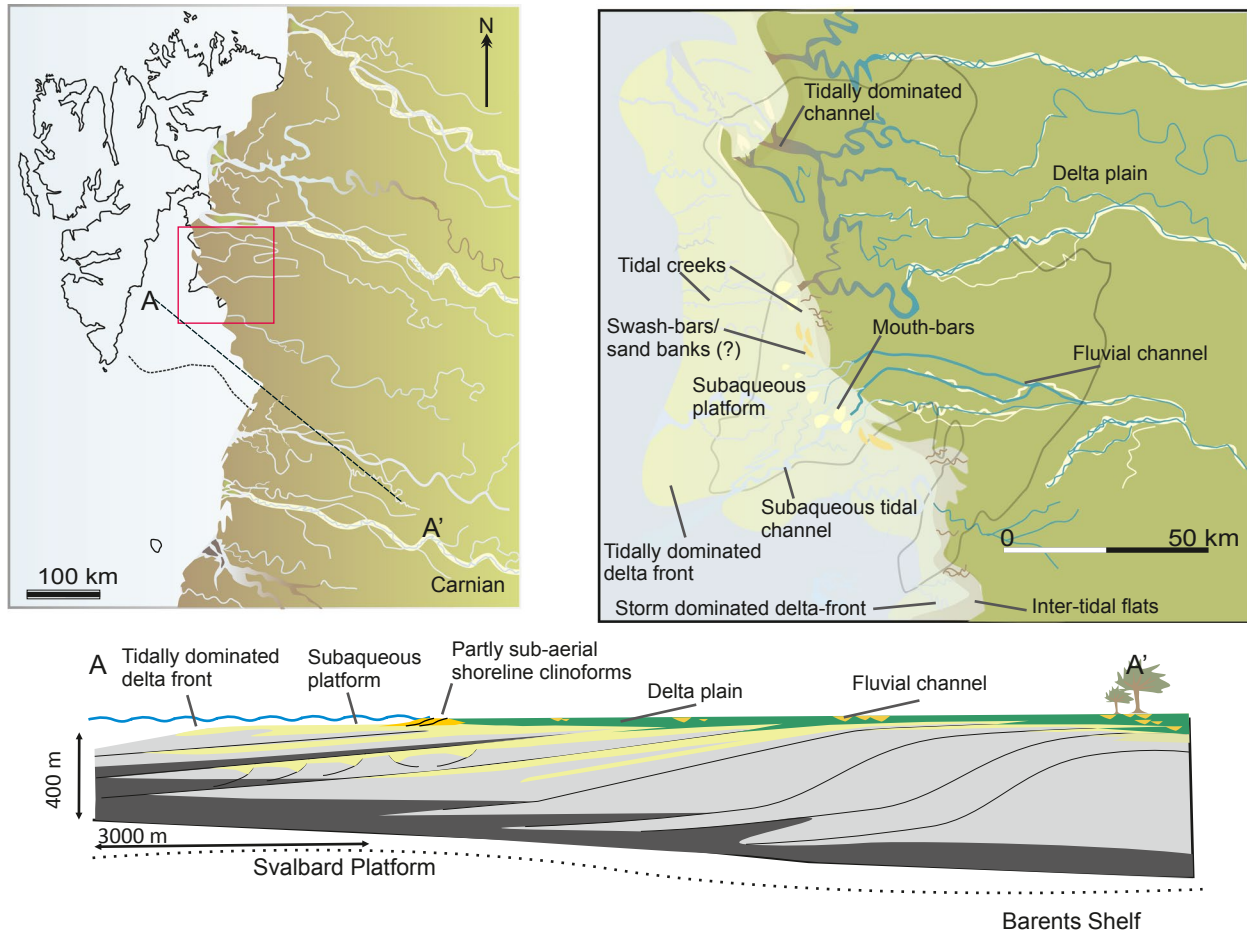 N
A
A'
Carnian
100 km
Tidally dominated
channel
Delta plain
Tidal creeks
Swash-bars/
sand banks (?)
Mouth-bars
Fluvial channel
Subaqueous
platform
Subaqueous tidal
channel
Tidally dominated
delta front
0
50 km
Storm dominated delta-front
Inter-tidal flats
A
Tidally dominated
delta front
Subaqueous
platform
Partly sub-aerial
shoreline clinoforms
Delta plain
Fluvial channel
A'
400 m
3000 m
Svalbard Platform
Barents Shelf